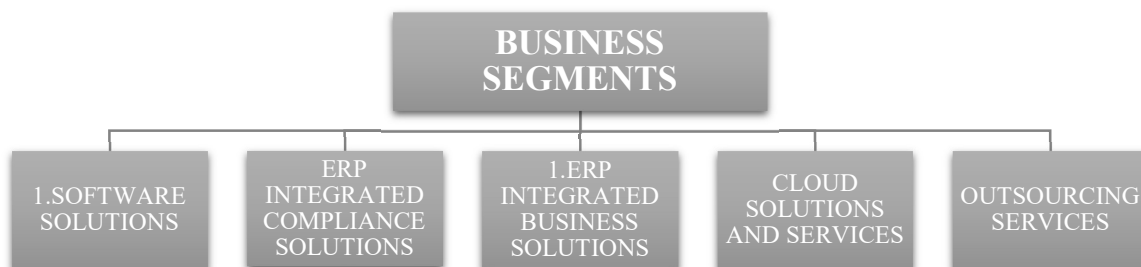 BUSINESS
SEGMENTS
1.SOFTWARE
SOLUTIONS
ERP
INTEGRATED
COMPLIANCE
SOLUTIONS
1.ERP
INTEGRATED
BUSINESS
SOLUTIONS
CLOUD
SOLUTIONS
AND SERVICES
OUTSOURCING
SERVICES